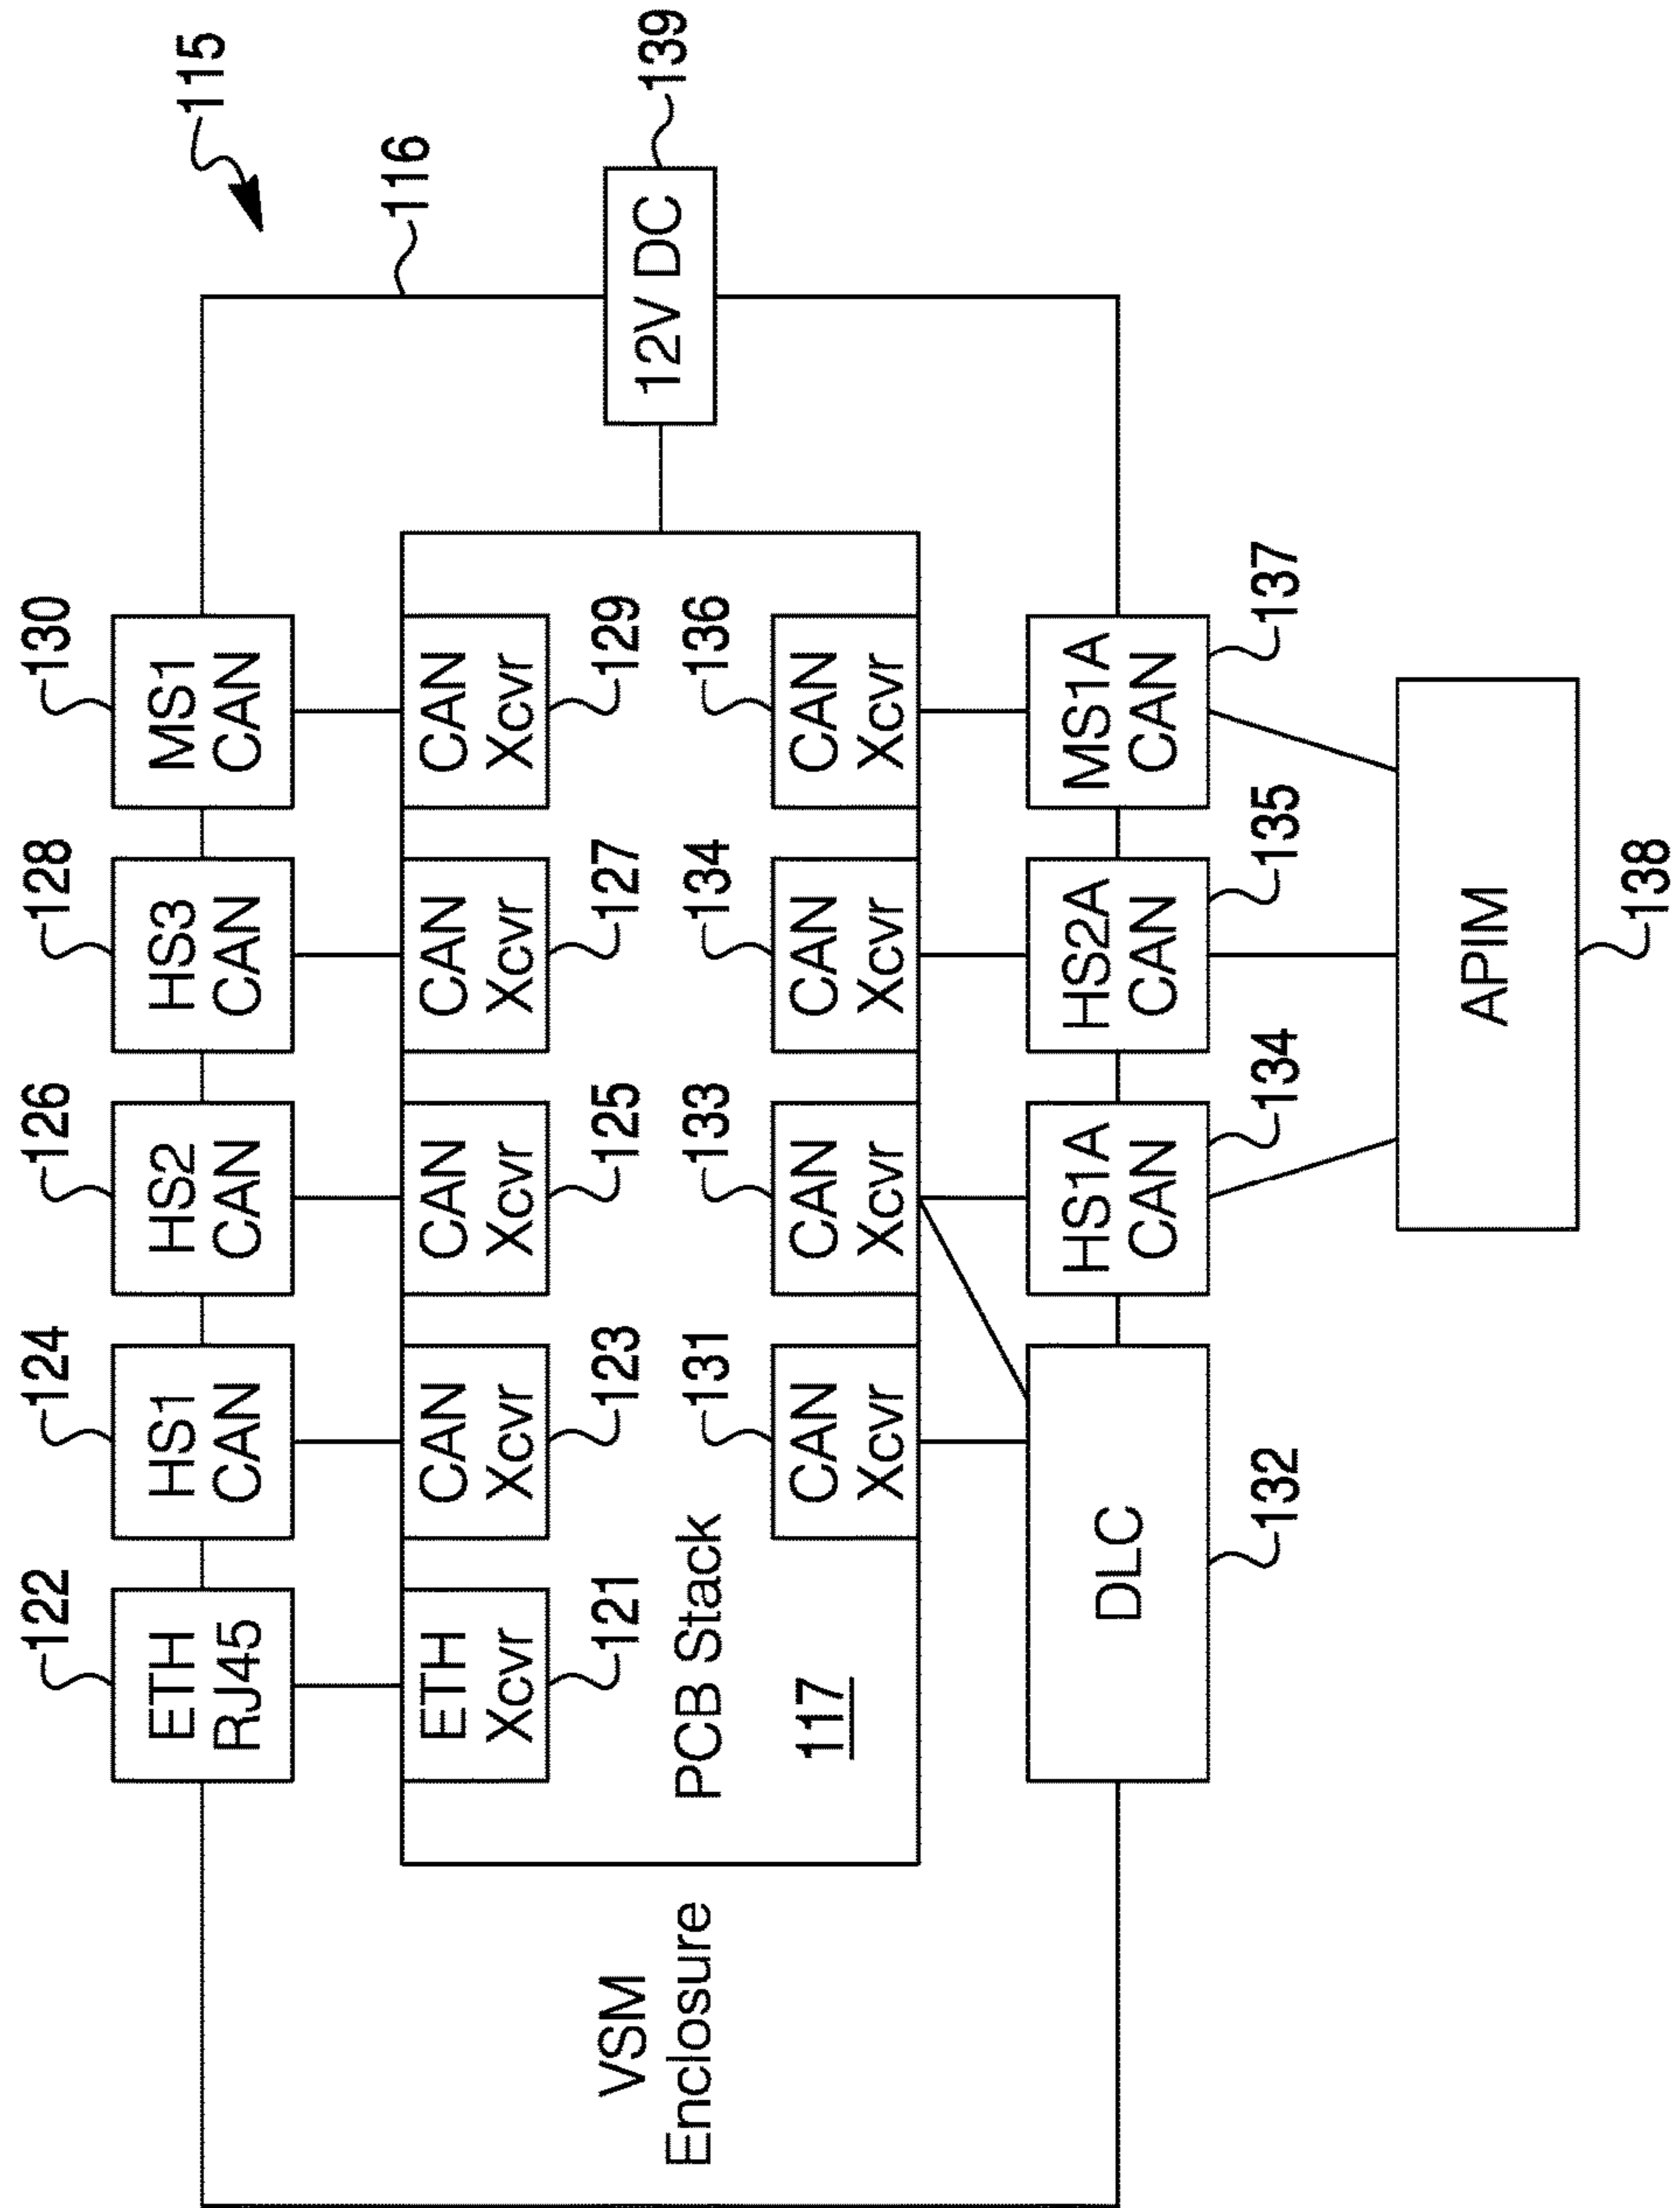 115
116
122
124
126
128
130
ETH
RJ45
HS1
CAN
HS2
CAN
HS3
CAN
MS1
CAN
ETH
Xcvr
CAN
Xcvr
CAN
Xcvr
CAN
Xcvr
CAN
Xcvr
121
123
125
127
129
VSM
Enclosure
PCB Stack
117
12V DC
139
131
133
134
136
CAN
Xcvr
CAN
Xcvr
CAN
Xcvr
CAN
Xcvr
DLC
HS1A
CAN
HS2A
CAN
MS1A
CAN
132
134
135
137
APIM
138